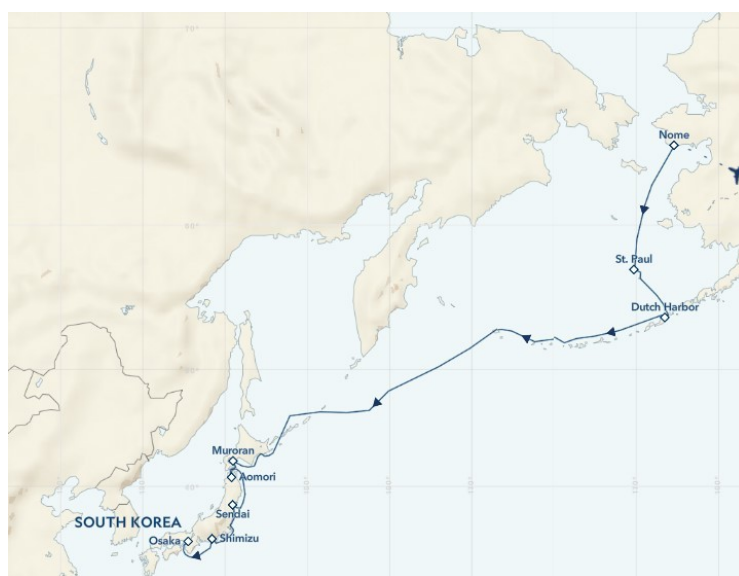 Nome
St. Paul
Dutch Harbor
Muroran
Aomori
Sendai
SOUTH KOREA
Osaka
Shimizu